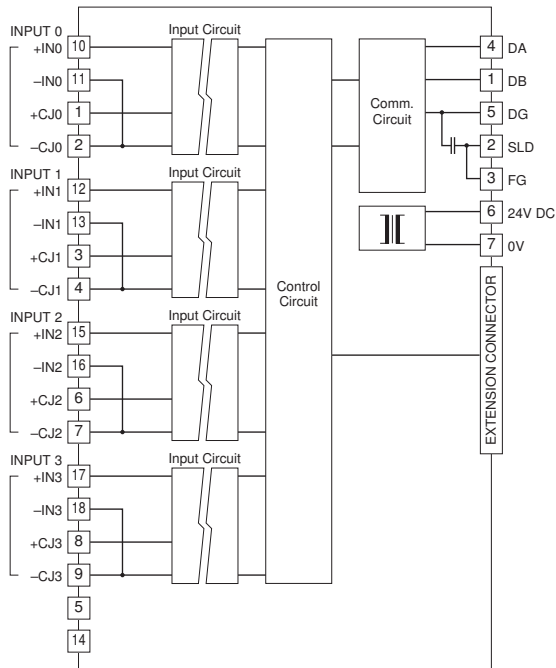 INPUT 0
+IN0 10
–IN0 11
+CJ0 1
–CJ0 2
Input Circuit
INPUT 1
+IN1 12
–IN1 13
+CJ1 3
–CJ1 4
Input Circuit
INPUT 2
+IN2 15
–IN2 16
+CJ2 6
–CJ2 7
Input Circuit
INPUT 3
+IN3 17
–IN3 18
+CJ3 8
–CJ3 9
Input Circuit
5
14
Control
Circuit
Comm.
Circuit
4 DA
1 DB
5 DG
2 SLD
3 FG
6 24V DC
7 0V
EXTENSION CONNECTOR